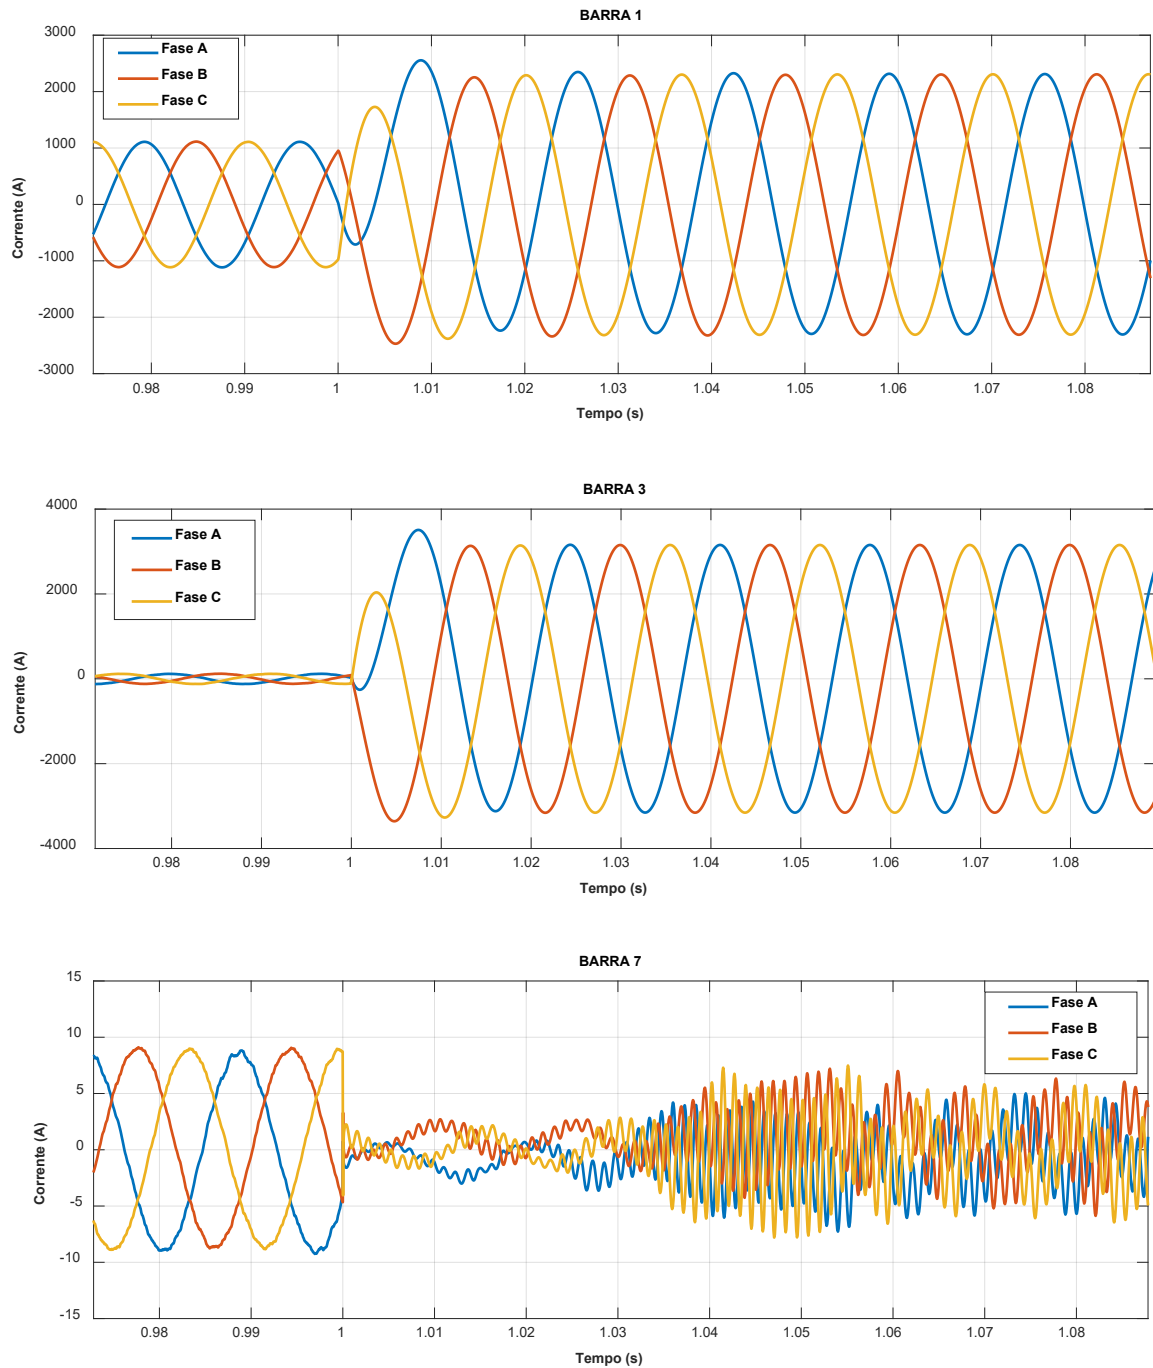 BARRA 1
3000
2000
1000
0
-1000
-2000
-3000
Corrente (A)
Fase A
Fase B
Fase C
0.98 0.99 1 1.01 1.02 1.03 1.04 1.05 1.06 1.07 1.08
Tempo (s)
BARRA 3
4000
2000
0
-2000
-4000
Corrente (A)
Fase A
Fase B
Fase C
0.98 0.99 1 1.01 1.02 1.03 1.04 1.05 1.06 1.07 1.08
Tempo (s)
BARRA 7
15
10
5
0
-5
-10
-15
Corrente (A)
Fase A
Fase B
Fase C
0.98 0.99 1 1.01 1.02 1.03 1.04 1.05 1.06 1.07 1.08
Tempo (s)